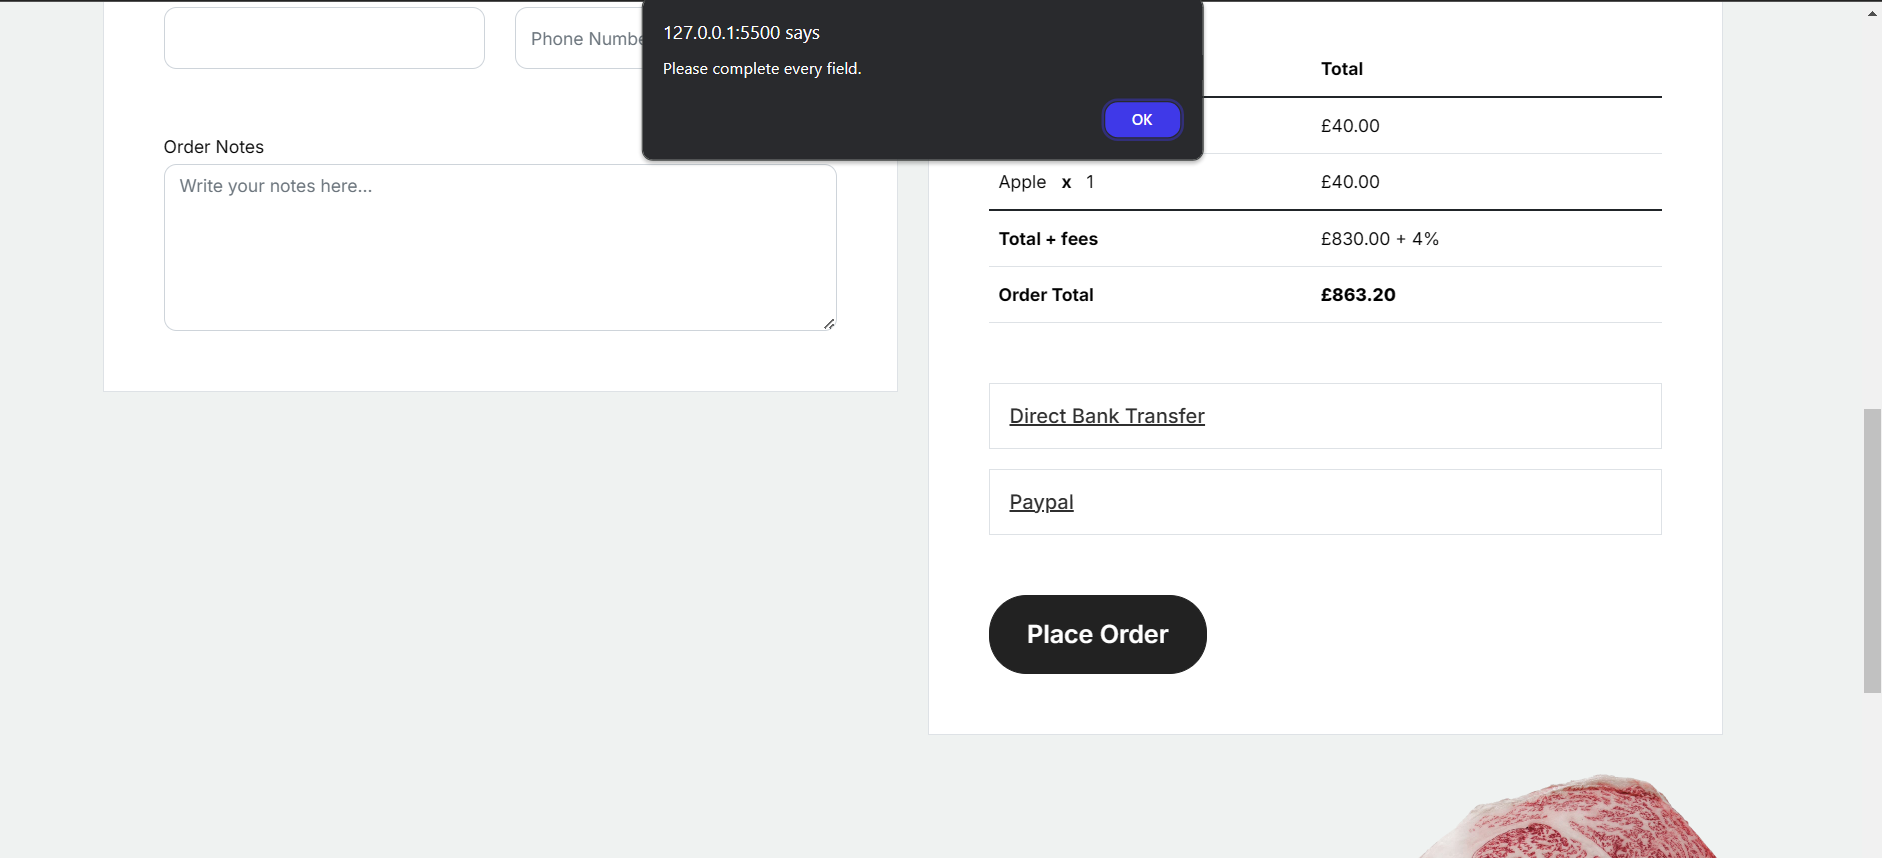 127.0.0.1:5500 says
Please complete every field.
OK
Phone Numbe
Order Notes
Write your notes here...
Total
£40.00
Apple x 1 £40.00
Total + fees £830.00 + 4%
Order Total £863.20
Direct Bank Transfer
Paypal
Place Order